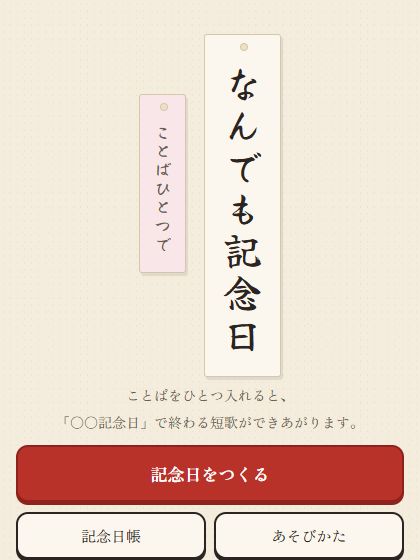 なんでも記念日
ことばひとつで
ことばをひとつ入れると、
「〇〇記念日」で終わる短歌ができあがります。
記念日をつくる
記念日帳
あそびかた